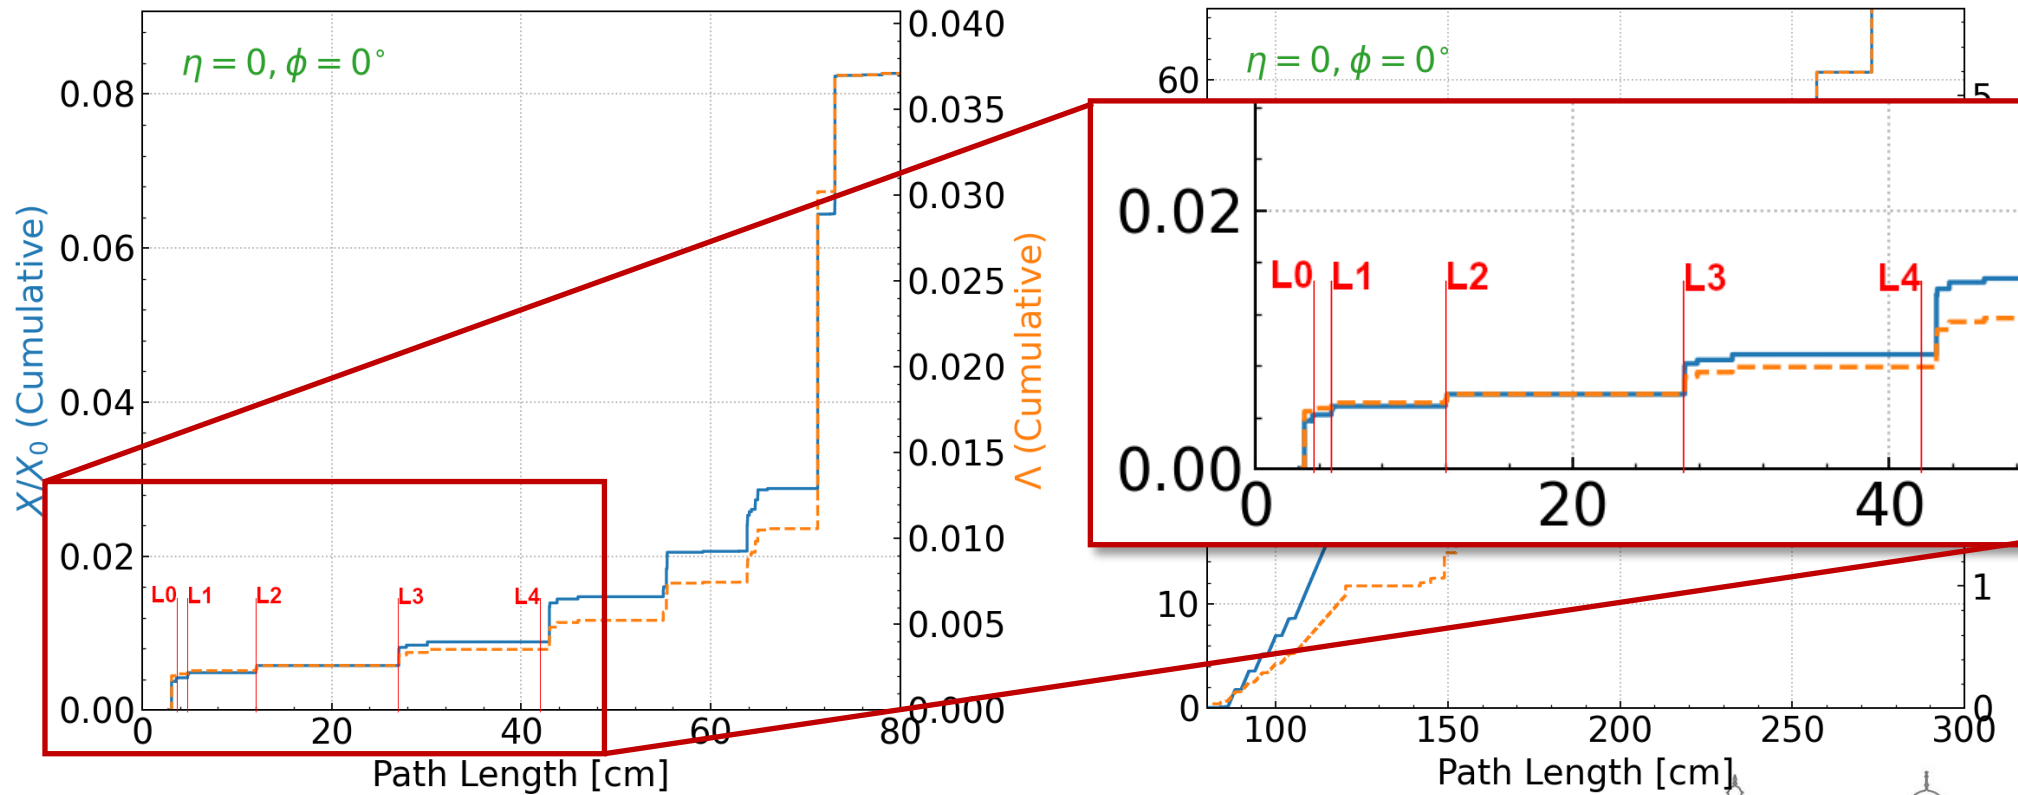 η = 0, ϕ = 0°
X/X₀ (Cumulative)
0.08
0.06
0.04
0.02
0.00
L0 L1 L2 L3 L4
0 20 40 60 80
Path Length [cm]
0.040
0.035
0.030
0.025
0.020
0.015
0.010
0.005
0.000
Λ (Cumulative)
η = 0, ϕ = 0°
60
5
0.02
L0 L1 L2 L3 L4
0.00
0 20 40
10
1
0
0
100 150 200 250 300
Path Length [cm]